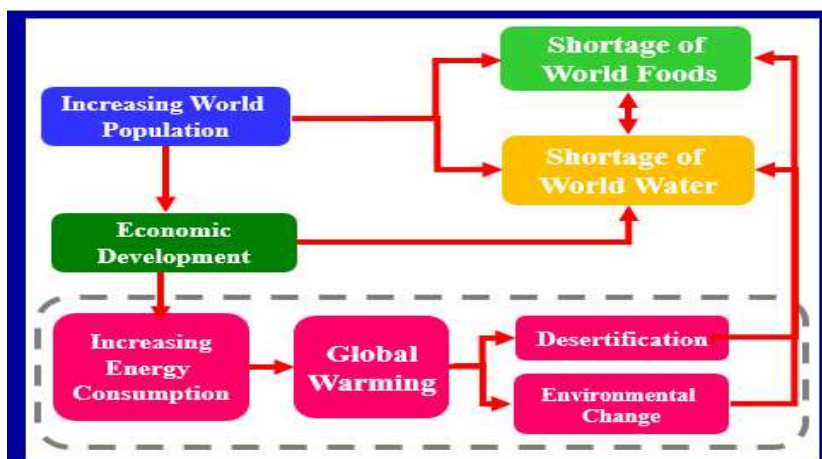 Shortage of
World Foods
Increasing World
Population
Shortage of
World Water
Economic
Development
Increasing
Energy
Consumption
Global
Warming
Desertification
Environmental
Change